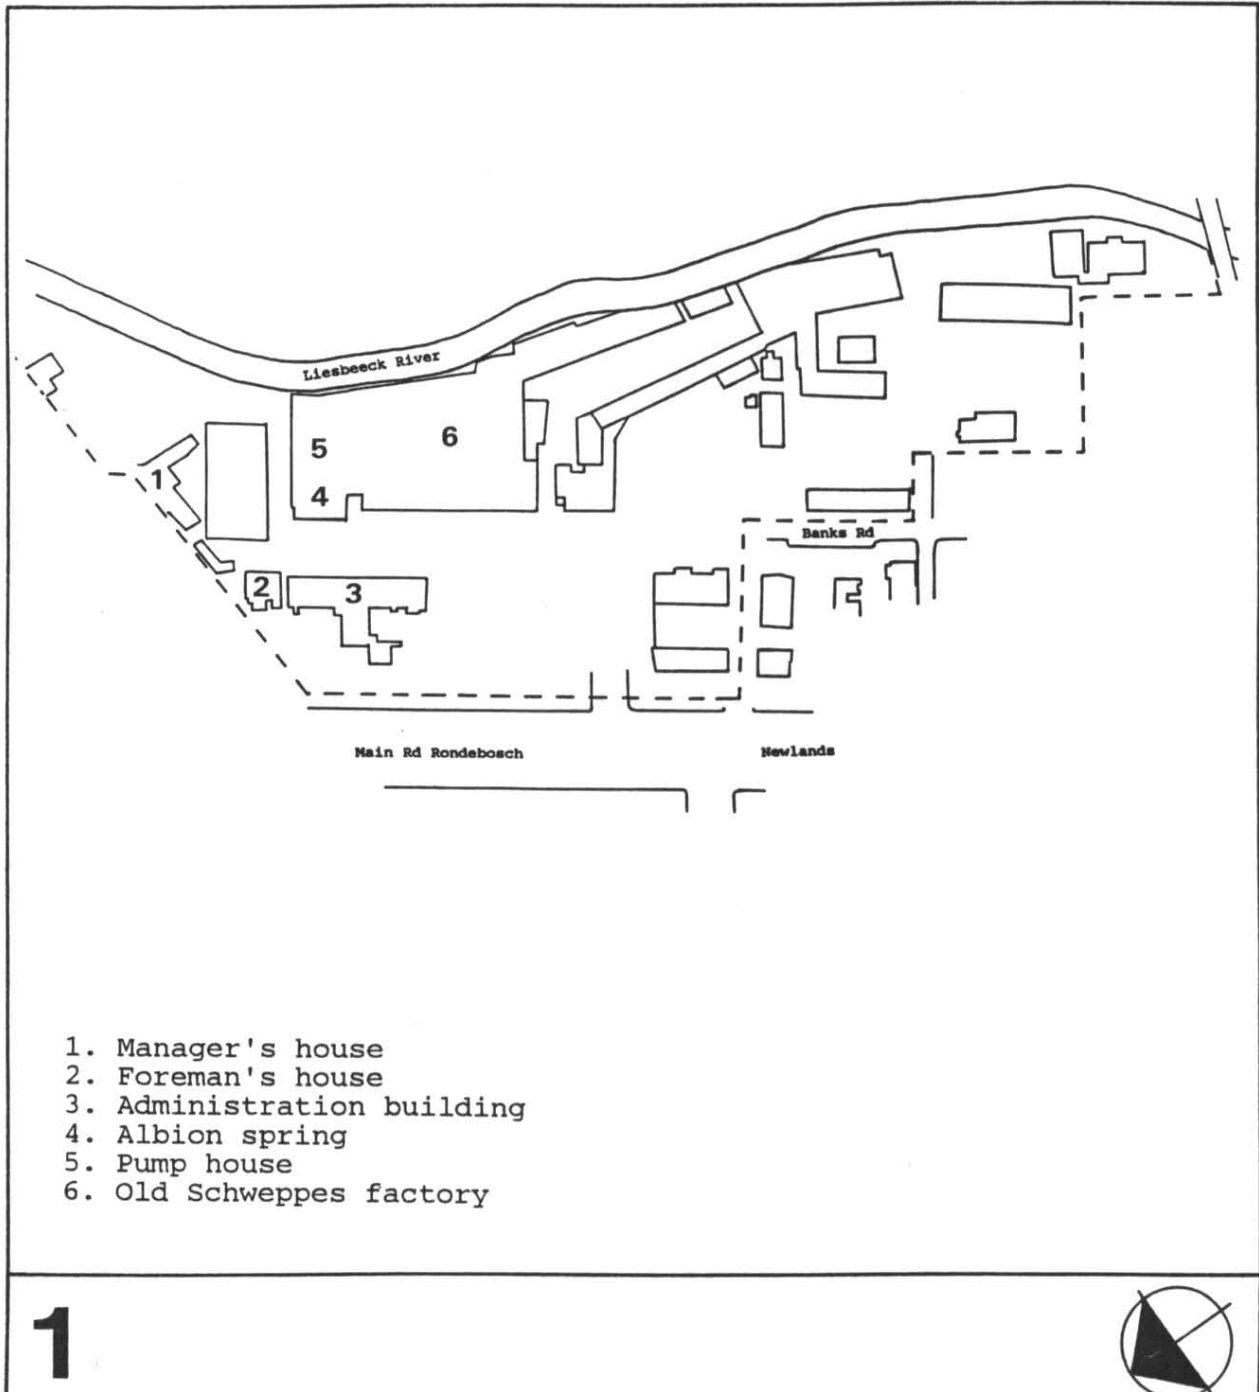 Liesbeeck River
5
6
1
4
Banks Rd
2
3
Main Rd Rondebosch
Newlands
1. Manager's house
2. Foreman's house
3. Administration building
4. Albion spring
5. Pump house
6. Old Schweppes factory
1